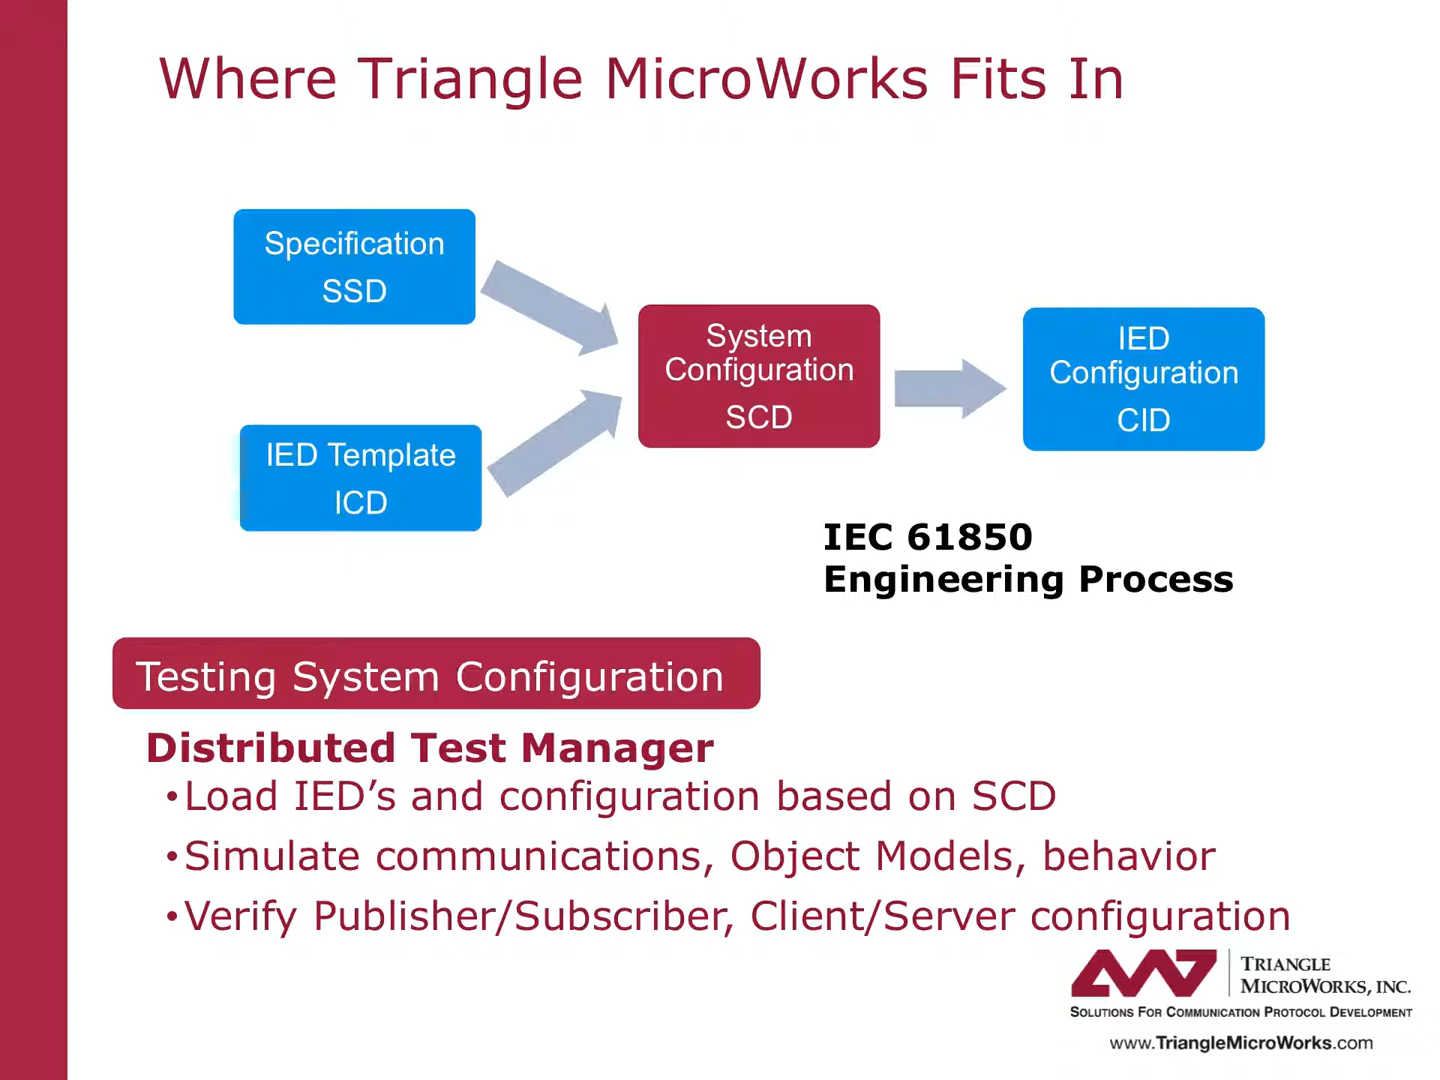 Where Triangle MicroWorks Fits In
Specification
SSD
System
Configuration
SCD
IED
Configuration
CID
IED Template
ICD
IEC 61850
Engineering Process
Testing System Configuration
Distributed Test Manager
•Load IED’s and configuration based on SCD
•Simulate communications, Object Models, behavior
•Verify Publisher/Subscriber, Client/Server configuration
TRIANGLE
MICROWORKS, INC.
SOLUTIONS FOR COMMUNICATION PROTOCOL DEVELOPMENT
www.TriangleMicroWorks.com